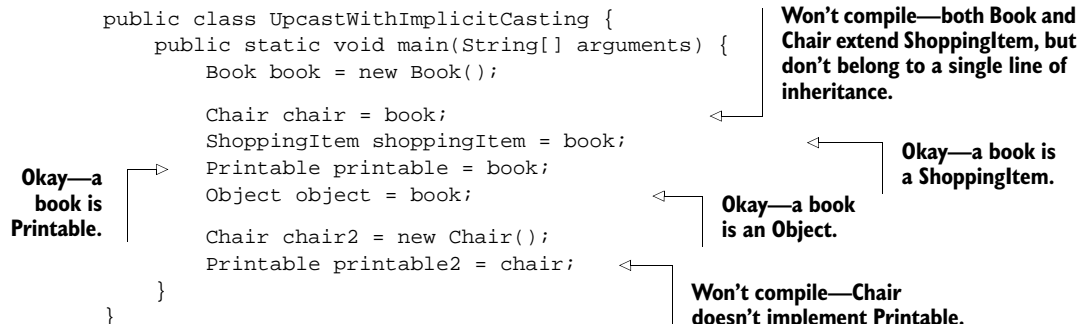 public class UpcastWithImplicitCasting {
public static void main(String[] arguments) {
Book book = new Book();
Chair chair = book;
ShoppingItem shoppingItem = book;
Printable printable = book;
Object object = book;
Chair chair2 = new Chair();
Printable printable2 = chair;
}
}
Won't compile—both Book and
Chair extend ShoppingItem, but
don't belong to a single line of
inheritance.
Okay—a book is
a ShoppingItem.
Okay—a
book is
Printable.
Okay—a book
is an Object.
Won't compile—Chair
doesn't implement Printable.